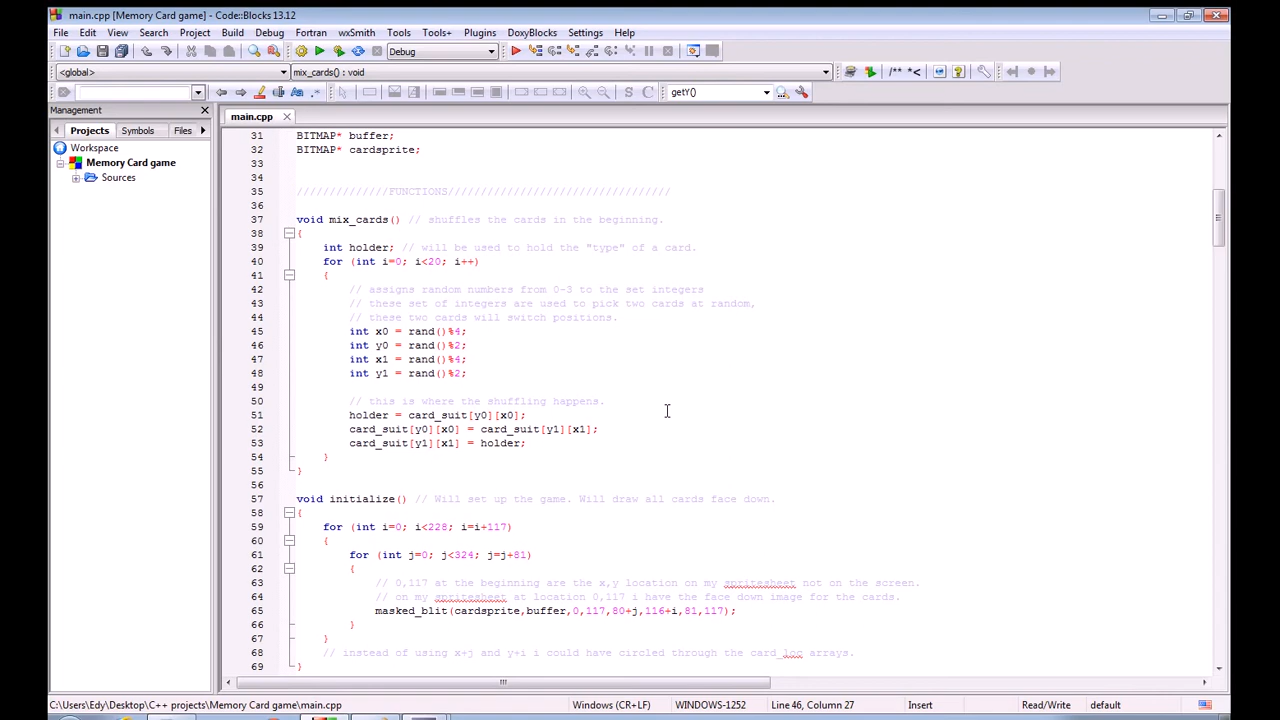 main.cpp [Memory Card game] - Code::Blocks 13.12
File Edit View Search Project Build Debug Fortran wxSmith Tools Tools+ Plugins DoxyBlocks Settings Help
Debug
<global> mix_cards() : void /** *<
getY()
Management
Projects Symbols Files
Workspace
Memory Card game
Sources
main.cpp
31 BITMAP* buffer;
32 BITMAP* cardsprite;
33
34
35 //////////////FUNCTIONS//////////////////////////////////
36
37 void mix_cards() // shuffles the cards in the beginning.
38 {
39 int holder; // will be used to hold the "type" of a card.
40 for (int i=0; i<20; i++)
41 {
42 // assigns random numbers from 0-3 to the set integers
43 // these set of integers are used to pick two cards at random,
44 // these two cards will switch positions.
45 int x0 = rand()%4;
46 int y0 = rand()%2;
47 int x1 = rand()%4;
48 int y1 = rand()%2;
49
50 // this is where the shuffling happens.
51 holder = card_suit[y0][x0];
52 card_suit[y0][x0] = card_suit[y1][x1];
53 card_suit[y1][x1] = holder;
54 }
55 }
56
57 void initialize() // Will set up the game. Will draw all cards face down.
58 {
59 for (int i=0; i<228; i=i+117)
60 {
61 for (int j=0; j<324; j=j+81)
62 {
63 // 0,117 at the beginning are the x,y location on my spritesheet not on the screen.
64 // on my spritesheet at location 0,117 i have the face down image for the cards.
65 masked_blit(cardsprite,buffer,0,117,80+j,116+i,81,117);
66 }
67 }
68 // instead of using x+j and y+i i could have circled through the card_loc arrays.
69 }
C:\Users\Edy\Desktop\C++ projects\Memory Card game\main.cpp Windows (CR+LF) WINDOWS-1252 Line 46, Column 27 Insert Read/Write default